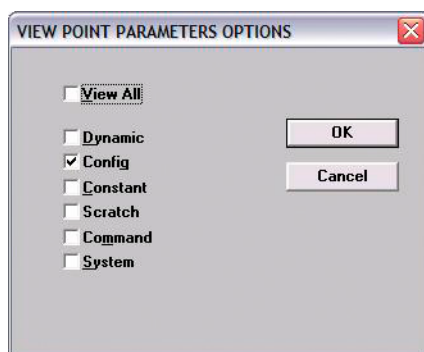 VIEW POINT PARAMETERS OPTIONS
View All
Dynamic
Config
Constant
Scratch
Command
System
OK
Cancel